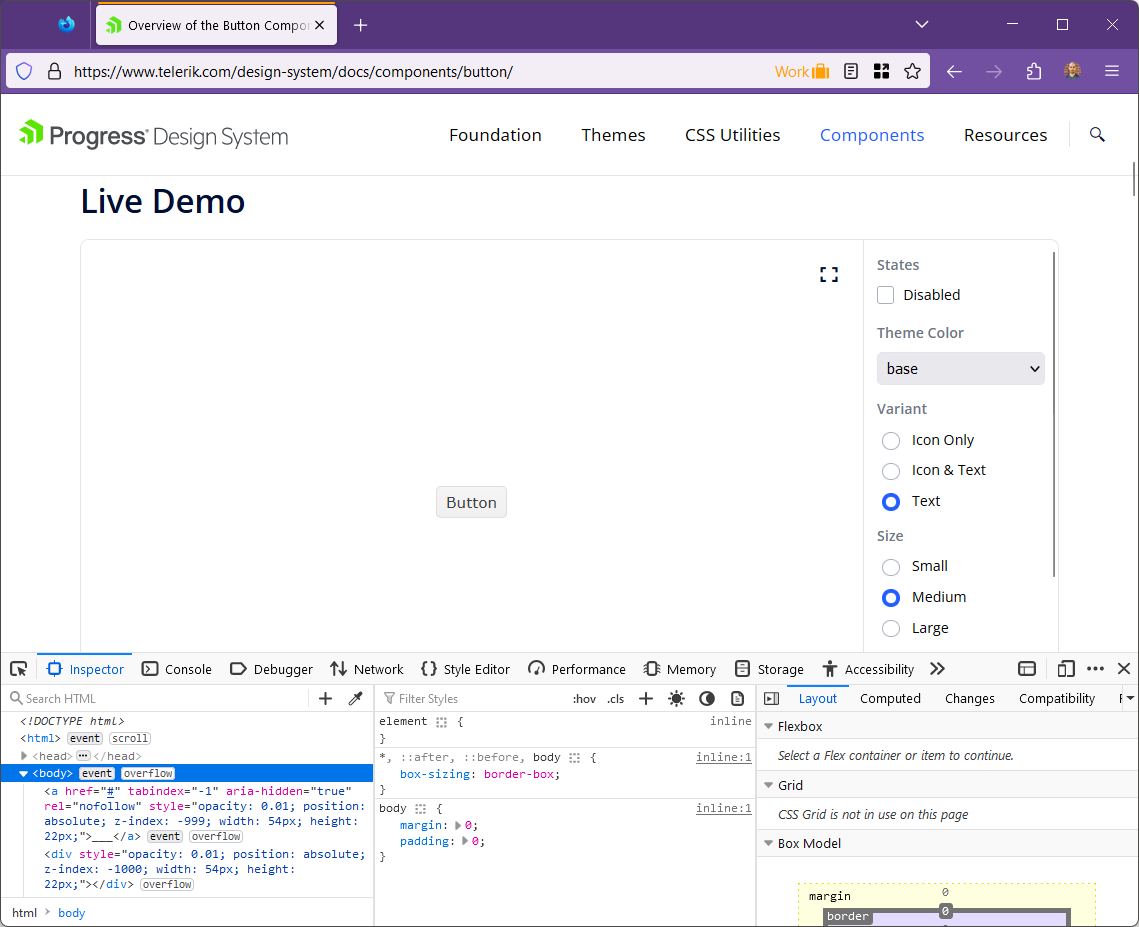 Overview of the Button Compo
https://www.telerik.com/design-system/docs/components/button/
Work
Progress® Design System
Foundation
Themes
CSS Utilities
Components
Resources
Live Demo
States
Disabled
Theme Color
base
Variant
Icon Only
Icon & Text
Text
Button
Size
Small
Medium
Large
Inspector
Console
Debugger
Network
Style Editor
Performance
Memory
Storage
Accessibility
Search HTML
<!DOCTYPE html>
<html> event scroll
<head> ••• </head>
<body> event overflow
<a href="#" tabindex="-1" aria-hidden="true"
rel="nofollow" style="opacity: 0.01; position:
absolute; z-index: -999; width: 54px; height:
22px;">___</a> event overflow
<div style="opacity: 0.01; position: absolute;
z-index: -1000; width: 54px; height:
22px;"></div> overflow
html > body
Filter Styles
:hov
.cls
element { inline
}
*, ::after, ::before, body { inline:1
box-sizing: border-box;
}
body { inline:1
margin: 0;
padding: 0;
}
Layout
Computed
Changes
Compatibility
Flexbox
Select a Flex container or item to continue.
Grid
CSS Grid is not in use on this page
Box Model
margin 0
border 0